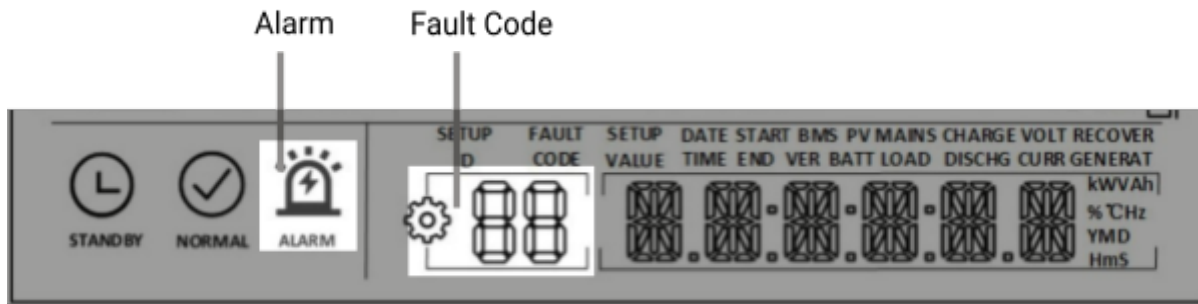 Alarm Fault Code
SETUP FAULT SETUP DATE START BMS PV MAINS CHARGE VOLT RECOVER
ID CODE VALUE TIME END VER BATT LOAD DISCHG CURR GENERAT
kWVAh
% ℃Hz
STANDBY NORMAL ALARM YMD
HmS